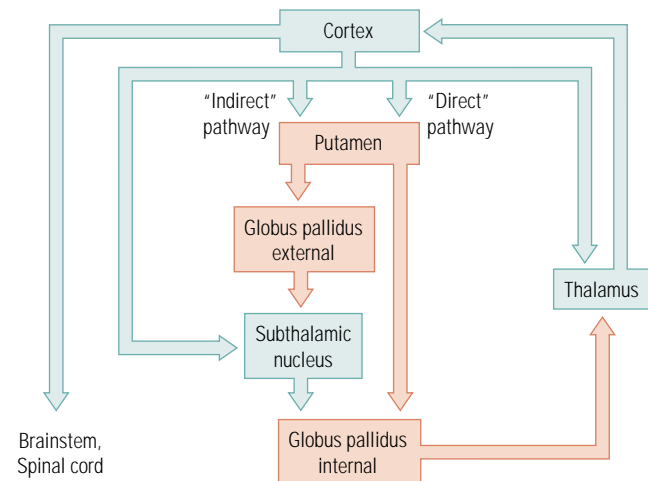 Cortex
“Indirect”
pathway
“Direct”
pathway
Putamen
Globus pallidus
external
Thalamus
Subthalamic
nucleus
Brainstem,
Spinal cord
Globus pallidus
internal